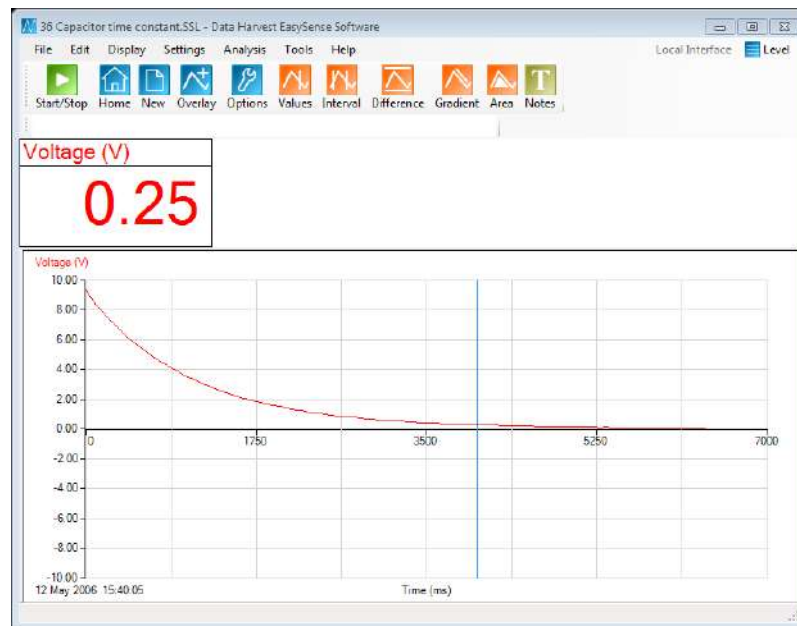 36 Capacitor time constant.SSL - Data Harvest EasySense Software
File Edit Display Settings Analysis Tools Help
Local Interface Level
Start/Stop Home New Overlay Options Values Interval Difference Gradient Area Notes
Voltage (V)
0.25
Voltage (V)
10.00
8.00
6.00
4.00
2.00
0.00
0 1750 3500 5250 7000
-2.00
-4.00
-6.00
-8.00
-10.00
12 May 2006 15:40:05 Time (ms)